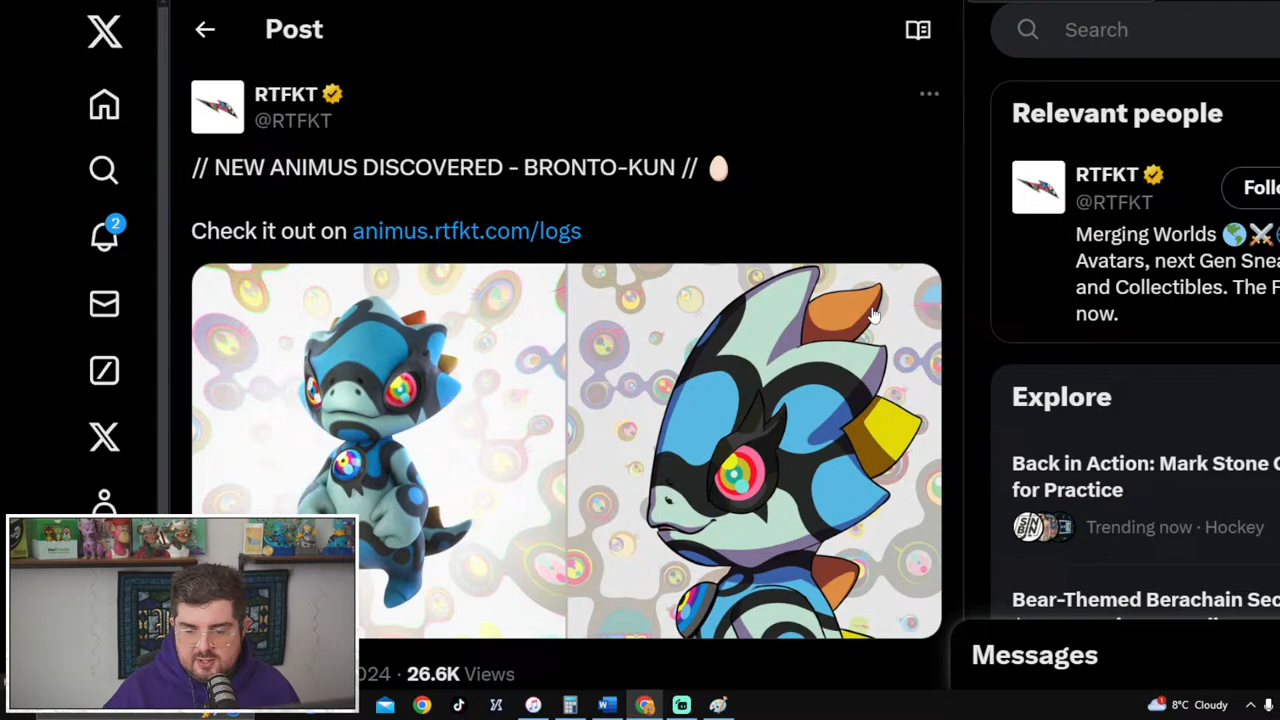 Post
Search
RTFKT
@RTFKT
// NEW ANIMUS DISCOVERED - BRONTO-KUN //
Check it out on animus.rtfkt.com/logs
2
024 · 26.6K Views
Relevant people
RTFKT
@RTFKT
Follo
Merging Worlds
Avatars, next Gen Snea
and Collectibles. The F
now.
Explore
Back in Action: Mark Stone C
for Practice
Trending now · Hockey
Bear-Themed Berachain Sec
Messages
8°C Cloudy